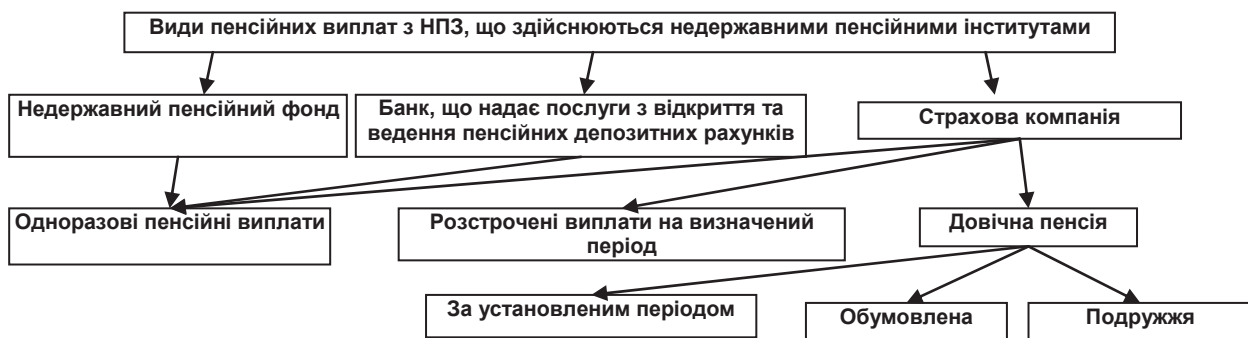 Види пенсійних виплат з НПЗ, що здійснюються недержавними пенсійними інститутами
Недержавний пенсійний фонд
Банк, що надає послуги з відкриття та
ведення пенсійних депозитних рахунків
Страхова компанія
Одноразові пенсійні виплати
Розстрочені виплати на визначений
період
Довічна пенсія
За установленим періодом
Обумовлена
Подружжя